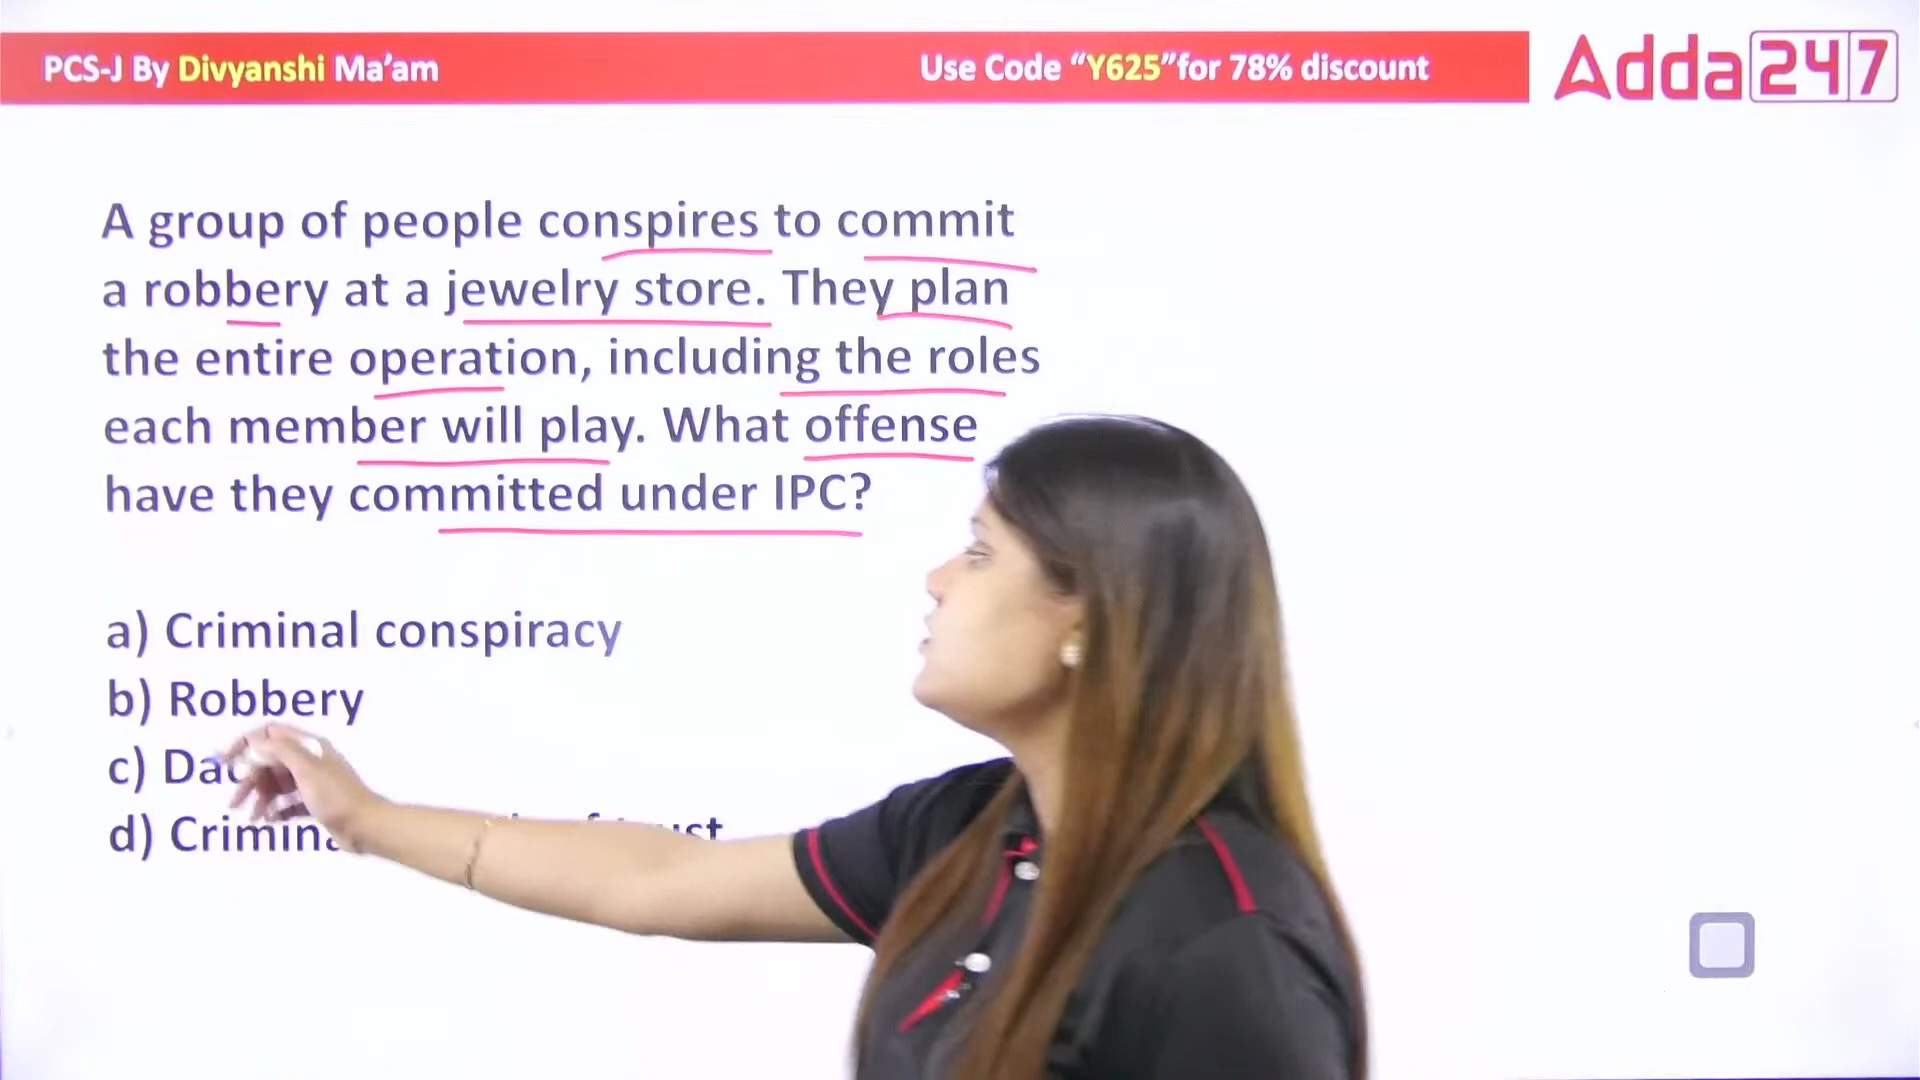 PCS-J By Divyanshi Ma'am
Use Code “Y625”for 78% discount
Adda247
A group of people conspires to commit
a robbery at a jewelry store. They plan
the entire operation, including the roles
each member will play. What offense
have they committed under IPC?
a) Criminal conspiracy
b) Robbery
c)
d)